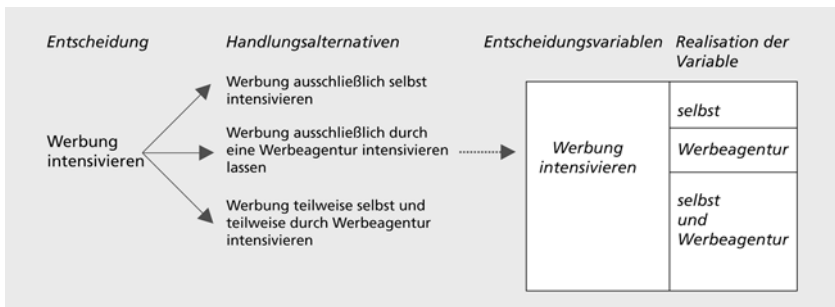 Entscheidung
Handlungsalternativen
Entscheidungsvariablen
Realisation der
Variable
Werbung
intensivieren
Werbung ausschließlich selbst
intensivieren
Werbung ausschließlich durch
eine Werbeagentur intensivieren
lassen
Werbung teilweise selbst und
teilweise durch Werbeagentur
intensivieren
Werbung
intensivieren
selbst
Werbeagentur
selbst
und
Werbeagentur